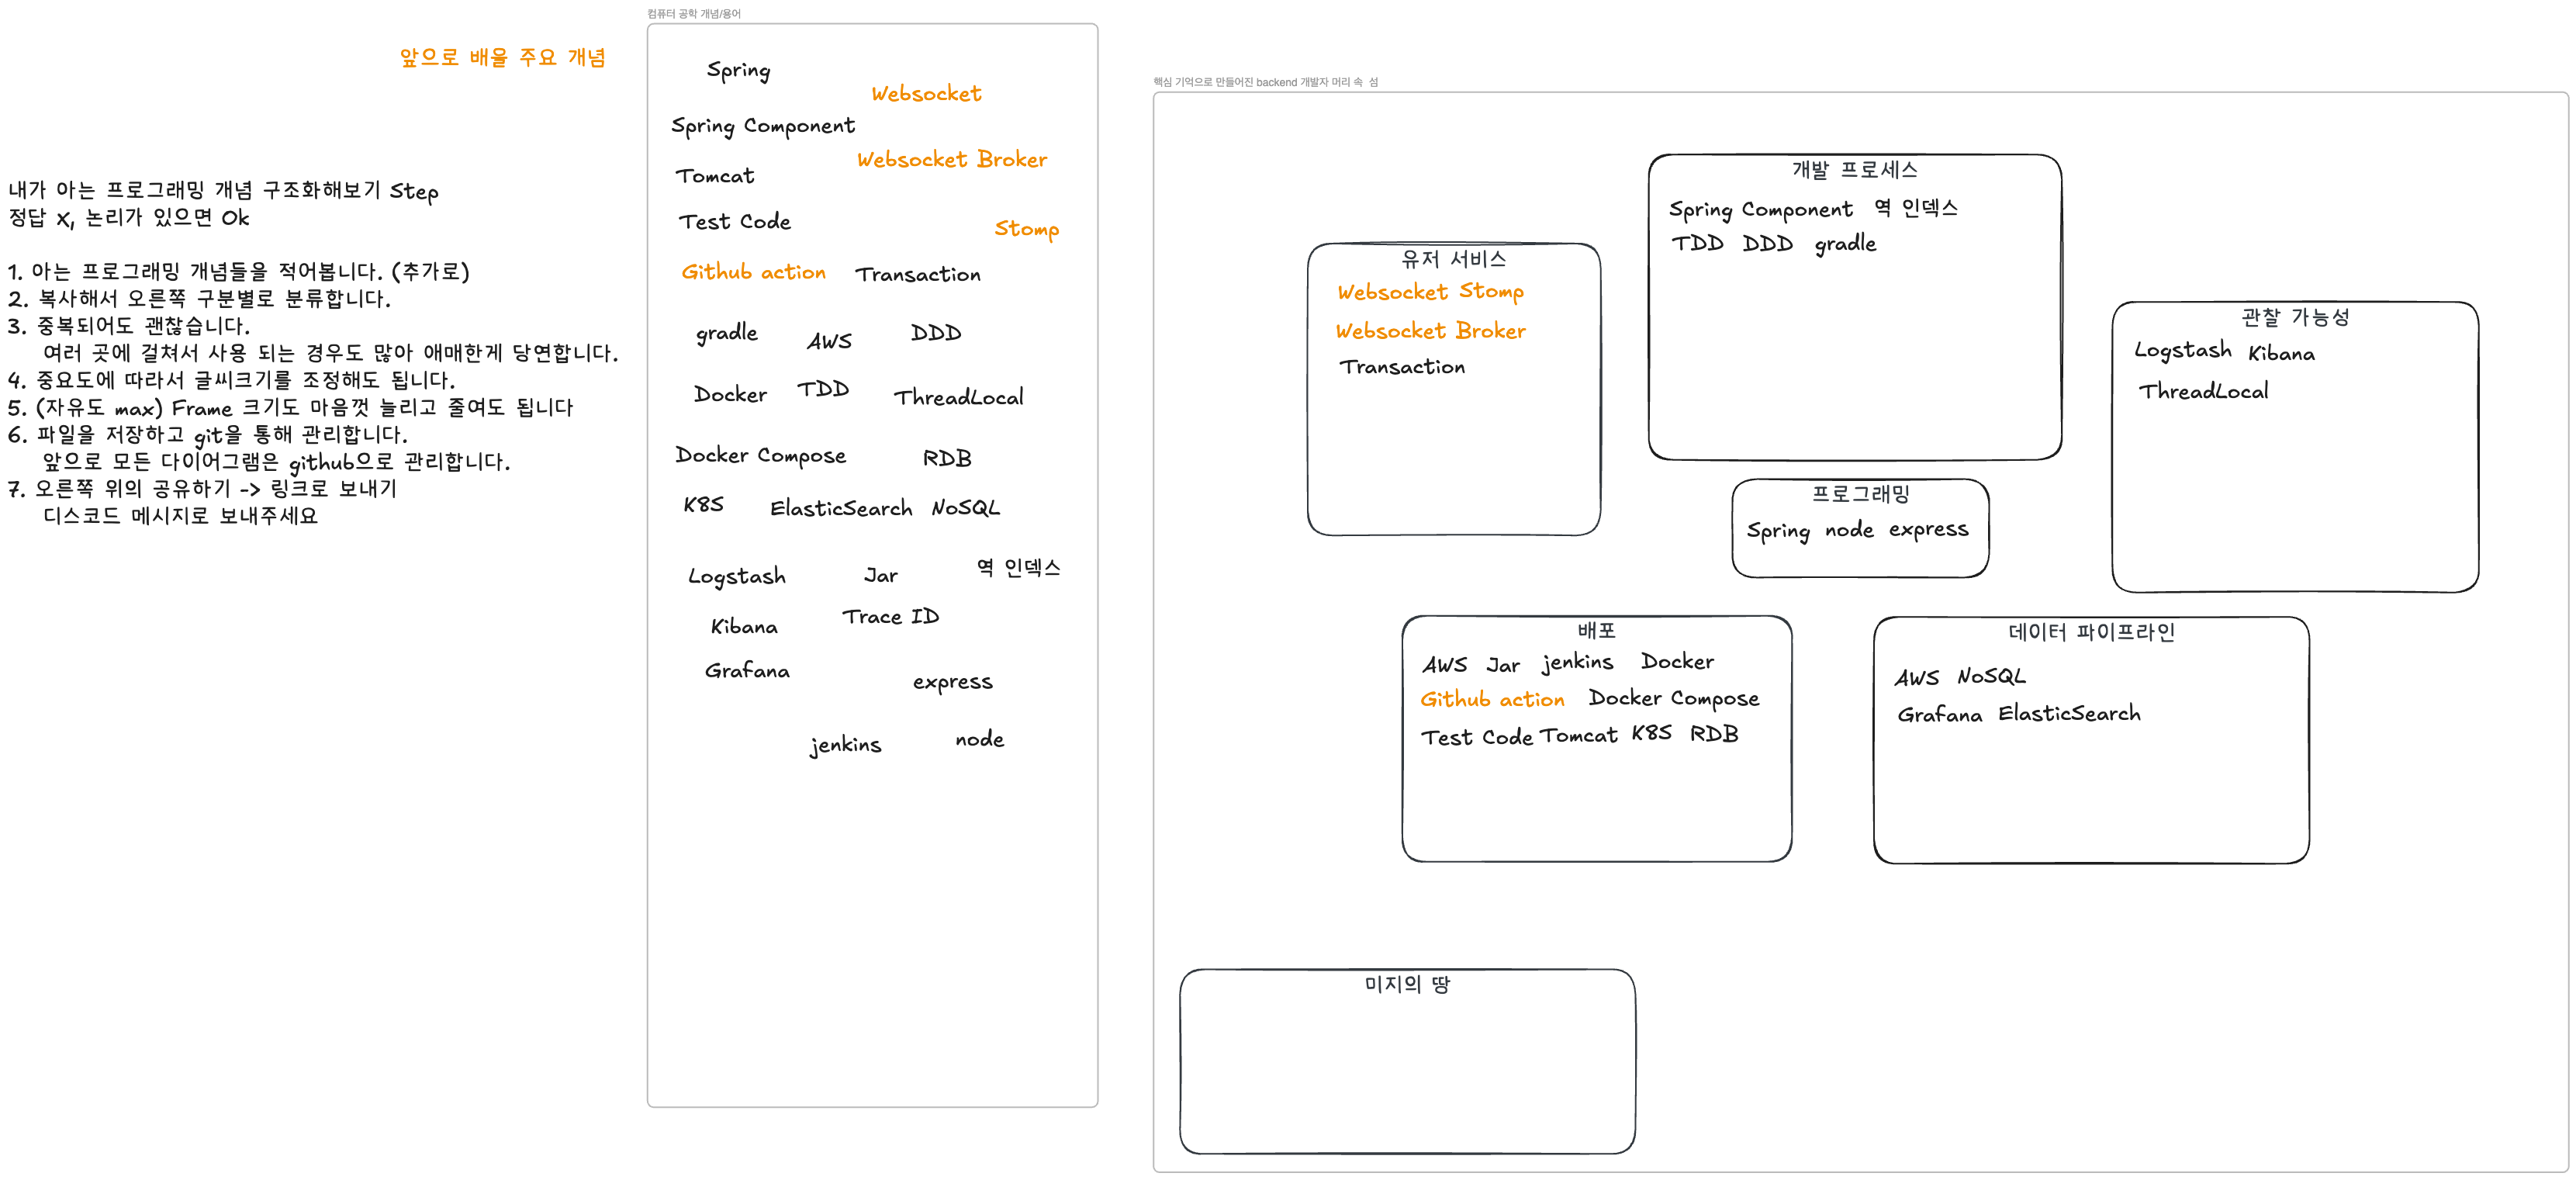 앞으로 배울 주요 개념
내가 아는 프로그래밍 개념 구조화해보기 Step
정답 X, 논리가 있으면 Ok
1. 아는 프로그래밍 개념들을 적어봅니다. (추가로)
2. 복사해서 오른쪽 구분별로 분류합니다.
3. 중복되어도 괜찮습니다.
여러 곳에 걸쳐서 사용 되는 경우도 많아 애매한게 당연합니다.
4. 중요도에 따라서 글씨크기를 조정해도 됩니다.
5. (자유도 max) Frame 크기도 마음껏 늘리고 줄여도 됩니다
6. 파일을 저장하고 git을 통해 관리합니다.
앞으로 모든 다이어그램은 github으로 관리합니다.
7. 오른쪽 위의 공유하기 -> 링크로 보내기
디스코드 메시지로 보내주세요
컴퓨터 공학 개념/용어
Spring
Websocket
Spring Component
Websocket Broker
Tomcat
Test Code
Stomp
Github action Transaction
gradle AWS DDD
Docker TDD ThreadLocal
Docker Compose RDB
K8S ElasticSearch NoSQL
Logstash Jar 역 인덱스
Kibana Trace ID
Grafana express
jenkins node
핵심 기억으로 만들어진 backend 개발자 머리 속 섬
개발 프로세스
Spring Component 역 인덱스
TDD DDD gradle
유저 서비스
Websocket Stomp
Websocket Broker
Transaction
관찰 가능성
Logstash Kibana
ThreadLocal
프로그래밍
Spring node express
배포
AWS Jar jenkins Docker
Github action Docker Compose
Test Code Tomcat K8S RDB
데이터 파이프라인
AWS NoSQL
Grafana ElasticSearch
미지의 땅